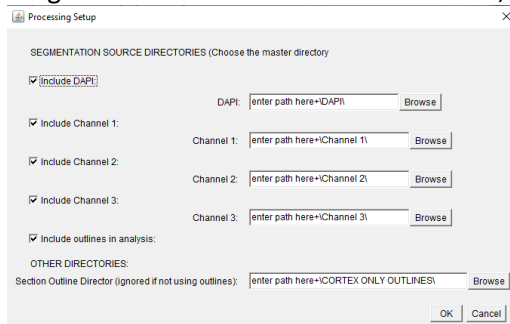 Processing Setup
SEGMENTATION SOURCE DIRECTORIES (Choose the master directory
Include DAPI:
DAPI: enter path here+\DAPI\ Browse
Include Channel 1:
Channel 1: enter path here+\Channel 1\ Browse
Include Channel 2:
Channel 2: enter path here+\Channel 2\ Browse
Include Channel 3:
Channel 3: enter path here+\Channel 3\ Browse
Include outlines in analysis:
OTHER DIRECTORIES:
Section Outline Director (ignored if not using outlines): enter path here+\CORTEX ONLY OUTLINES\ Browse
OK Cancel